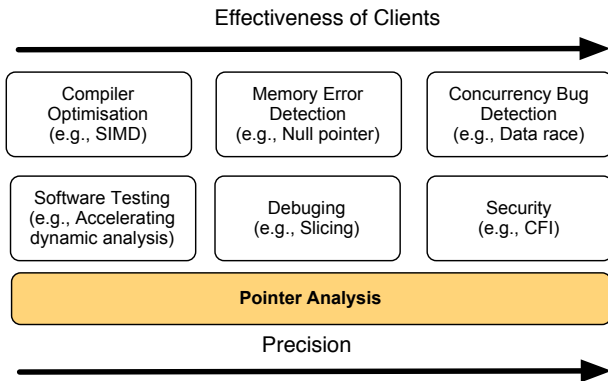 Effectiveness of Clients
Compiler
Optimisation
(e.g., SIMD)
Memory Error
Detection
(e.g., Null pointer)
Concurrency Bug
Detection
(e.g., Data race)
Software Testing
(e.g., Accelerating
dynamic analysis)
Debuging
(e.g., Slicing)
Security
(e.g., CFI)
Pointer Analysis
Precision